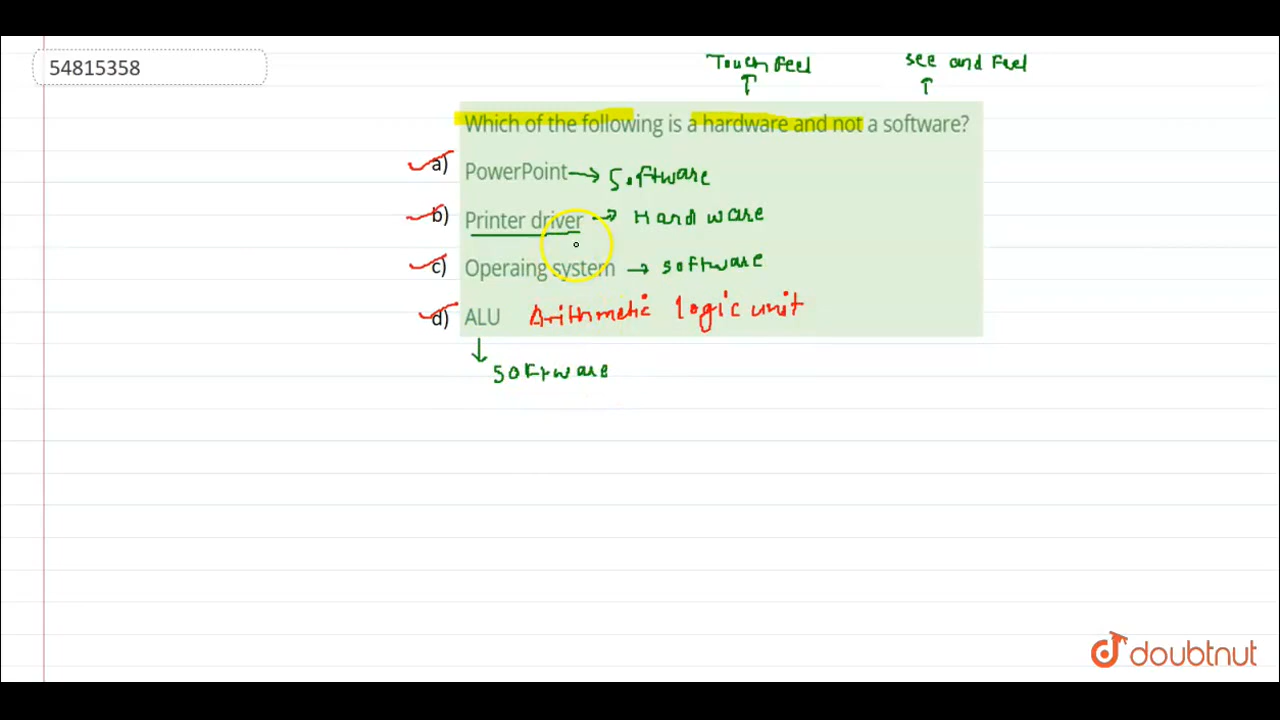 54815358
Touch Feel
see and Feel
Which of the following is a hardware and not a software?
a) PowerPoint → Software
b) Printer driver → Hardware
c) Operaing system → software
d) ALU Arithmetic logic unit
software
doubtnut